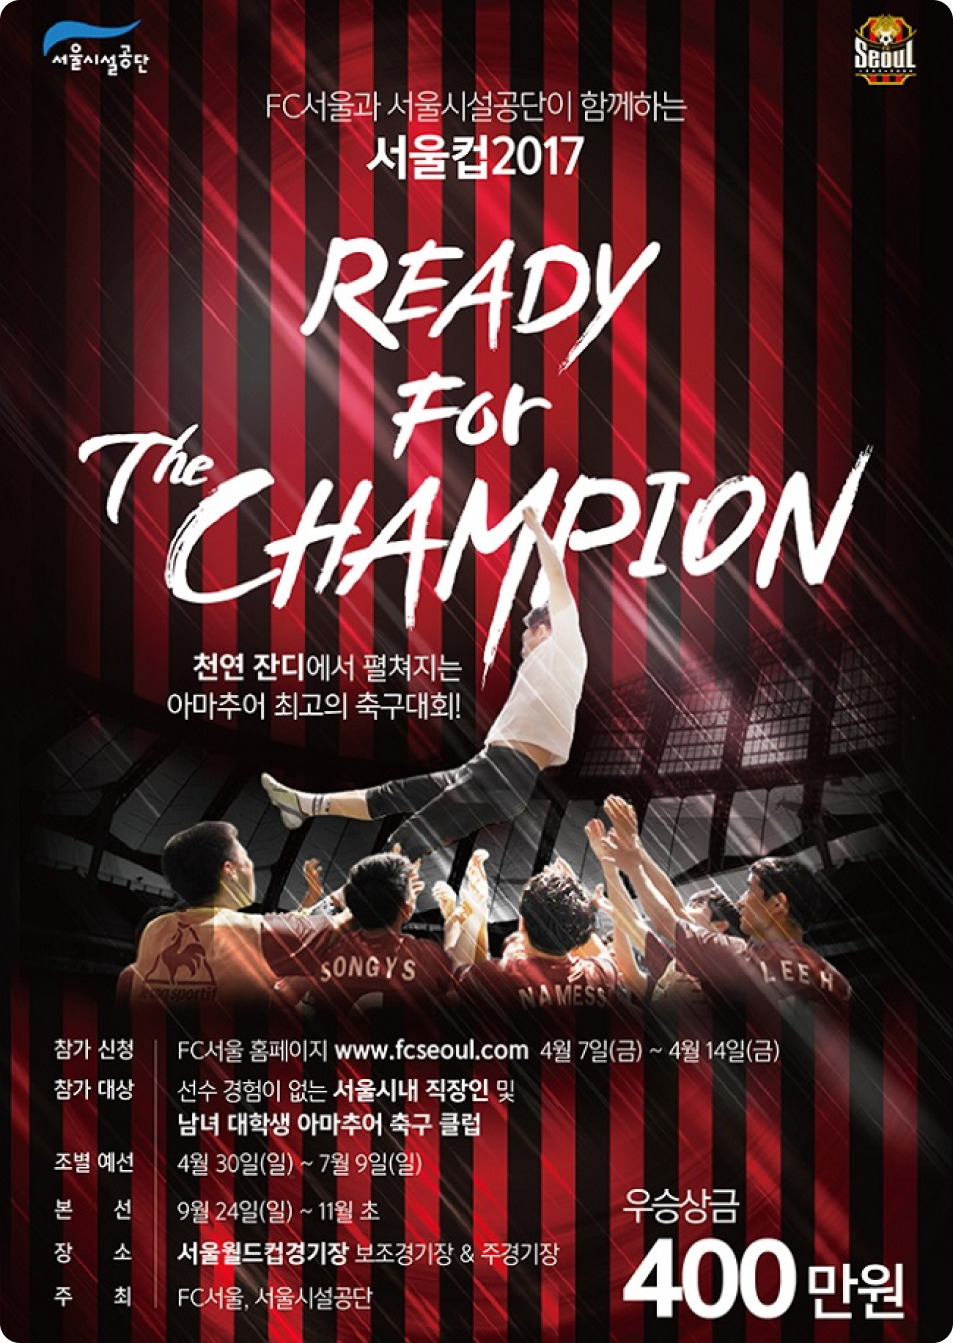 서울시설공단
Seoul
FC서울과 서울시설공단이 함께하는
서울컵2017
READY
For
The CHAMPION
천연 잔디에서 펼쳐지는
아마추어 최고의 축구대회!
SONG Y S
NAMESS
LEE H
le coq sportif
참가 신청 FC서울 홈페이지 www.fcseoul.com 4월 7일(금) ~ 4월 14일(금)
참가 대상 선수 경험이 없는 서울시내 직장인 및
남녀 대학생 아마추어 축구 클럽
조별 예선 4월 30일(일) ~ 7월 9일(일)
본 선 9월 24일(일) ~ 11월 초
장 소 서울월드컵경기장 보조경기장 & 주경기장
주 최 FC서울, 서울시설공단
우승상금
400만원